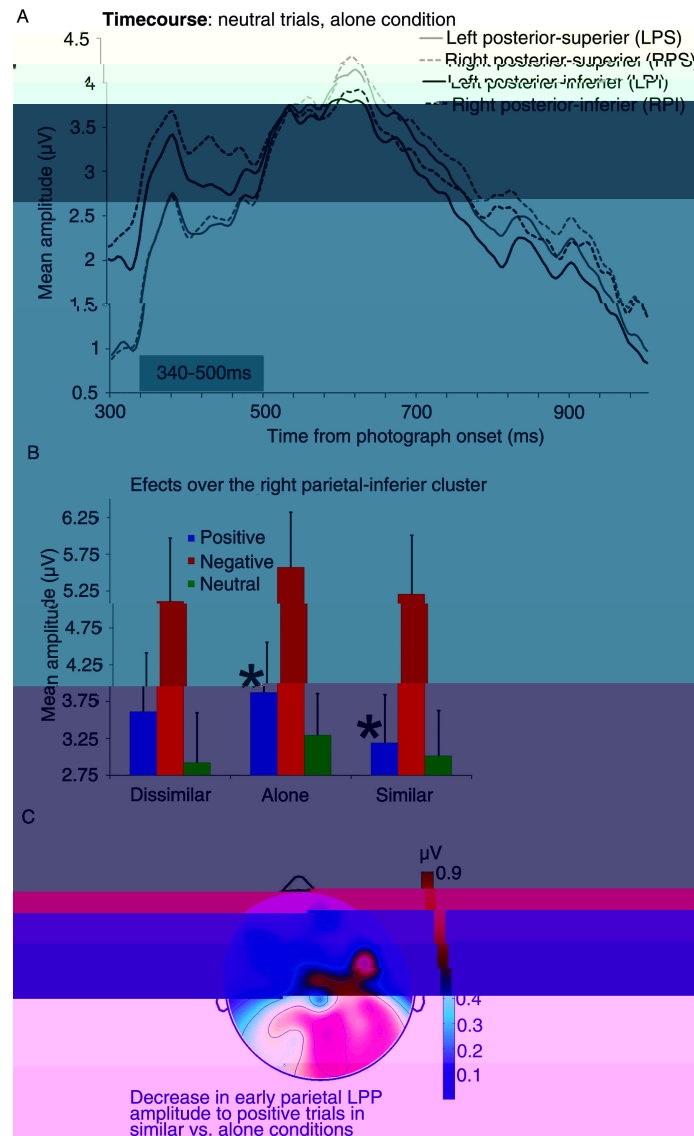 A
Timecourse: neutral trials, alone condition
Left posterior-superier (LPS)
Right posterior-superier (RPS)
Left posterior-inferier (LPI)
Right posterior-inferier (RPI)
Mean amplitude (µV)
4.5
4
3.5
3
2.5
2
1.5
1
0.5
340-500ms
300
500
700
900
Time from photograph onset (ms)
B
Efects over the right parietal-inferier cluster
Mean amplitude (µV)
6.25
5.75
5.25
4.75
4.25
3.75
3.25
2.75
Positive
Negative
Neutral
*
*
Dissimilar
Alone
Similar
C
µV
0.9
0.4
0.3
0.2
0.1
Decrease in early parietal LPP
amplitude to positive trials in
similar vs. alone conditions